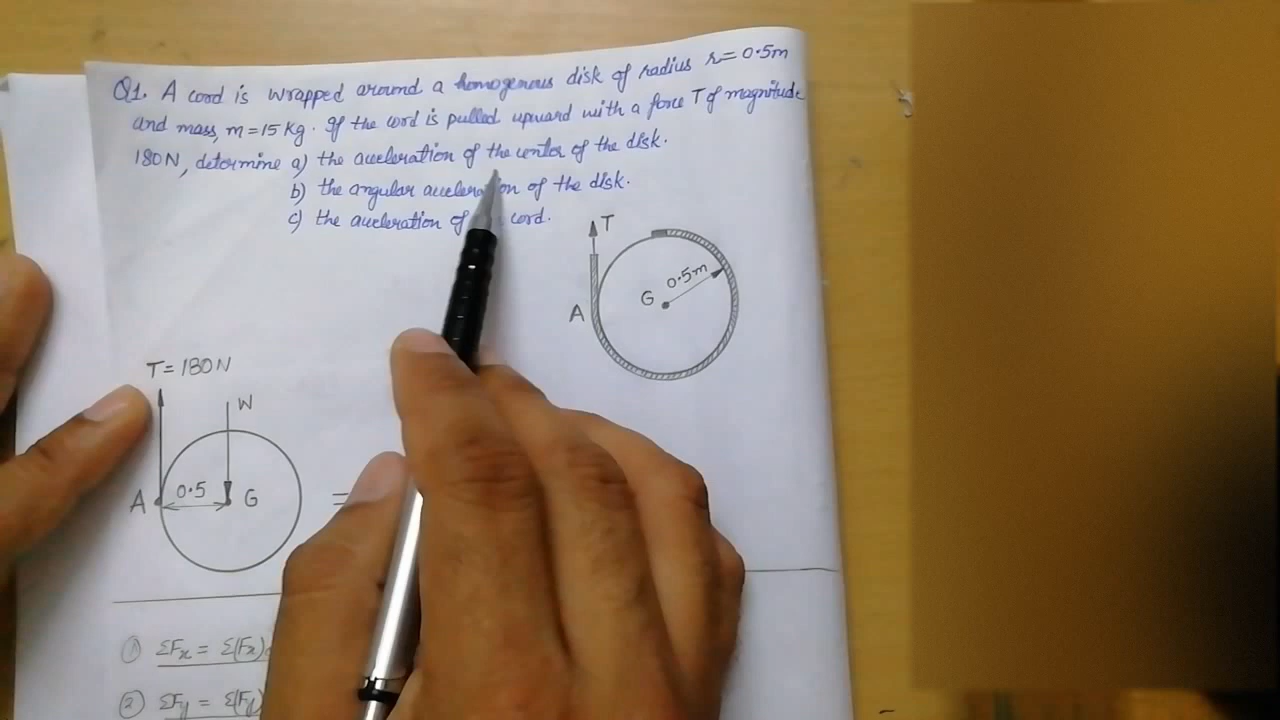 Q1. A cord is wrapped around a homogenous disk of radius r = 0.5m
and mass, m = 15 Kg. If the cord is pulled upward with a force T of magnitude
180N, determine a) the acceleration of the center of the disk.
b) the angular acceleration of the disk.
c) the acceleration of cord.
T
0.5m
G
A
T = 180N
W
A 0.5 G =
① ΣFx = Σ(Fx)
② ΣFy = Σ(Fy)